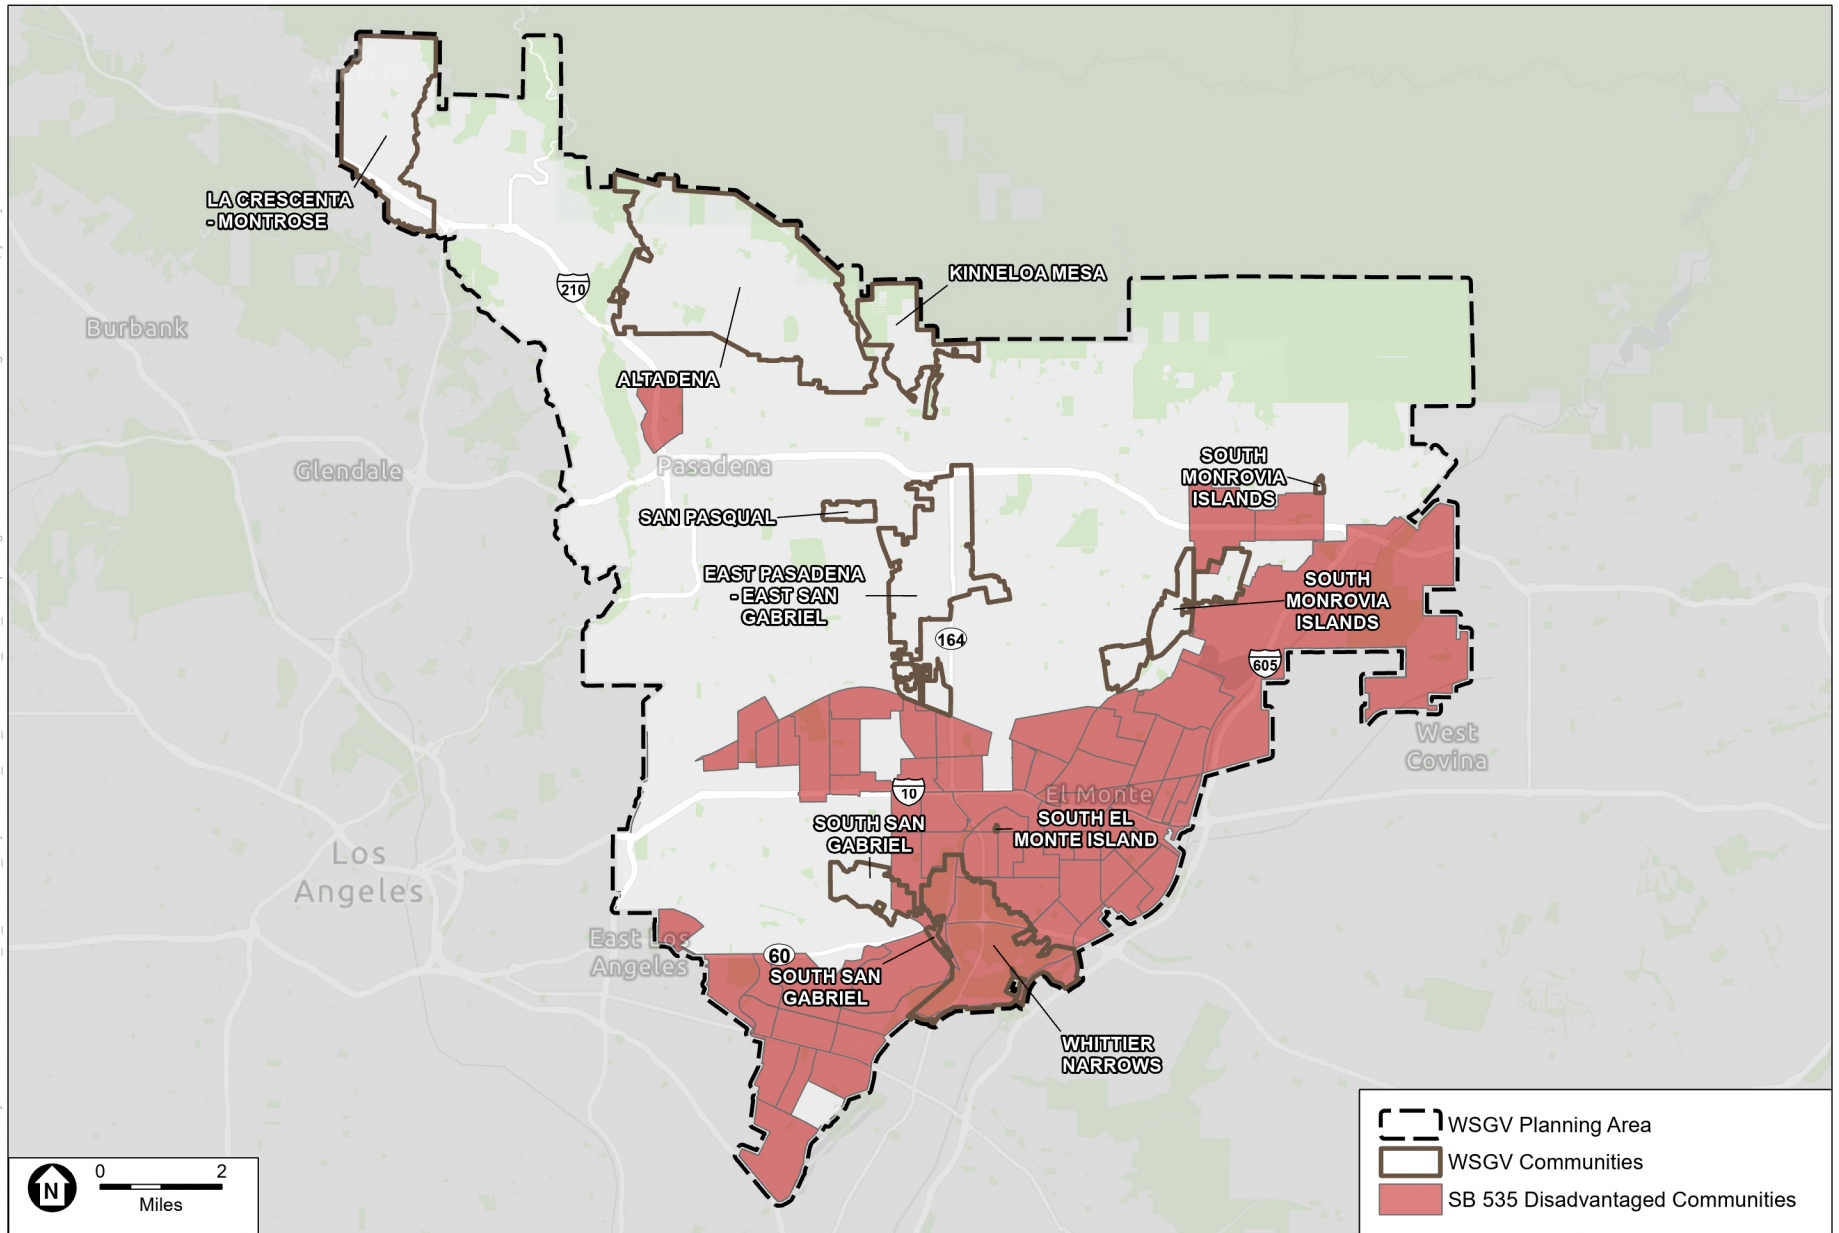 LOS
ANGELES
LA CRESCENTA
- MONTROSE
KINNELOA MESA
210
Burbank
ALTADENA
Glendale
Pasadena
SOUTH
MONROVIA
ISLANDS
SAN PASQUAL
EAST PASADENA
- EAST SAN
GABRIEL
SOUTH
MONROVIA
ISLANDS
164
605
West
Covina
10
El Monte
SOUTH SAN
GABRIEL
SOUTH EL
MONTE ISLAND
Los
Angeles
East Los
Angeles
60
SOUTH SAN
GABRIEL
WHITTIER
NARROWS
WSGV Planning Area
WSGV Communities
SB 535 Disadvantaged Communities
N
0 2
Miles